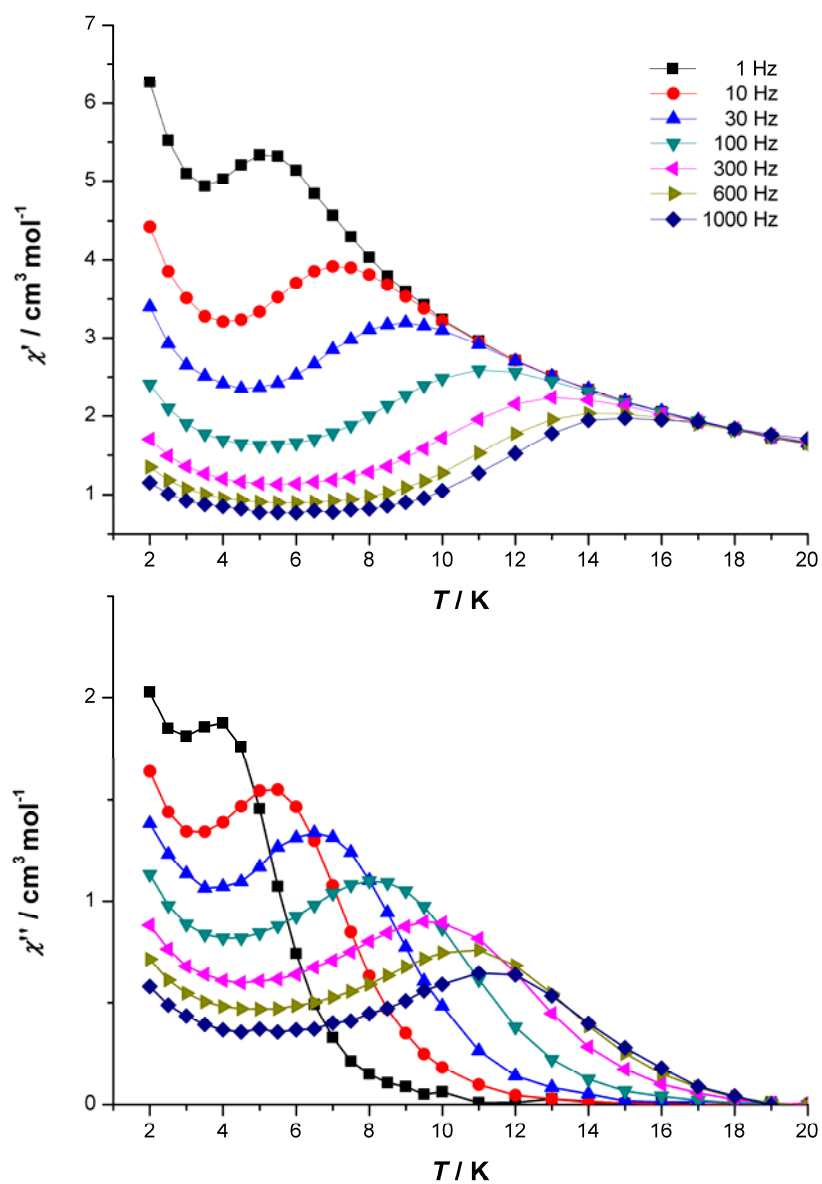 7
6
5
4
3
2
1
χ' / cm³ mol⁻¹
1 Hz
10 Hz
30 Hz
100 Hz
300 Hz
600 Hz
1000 Hz
2 4 6 8 10 12 14 16 18 20
T / K
2
1
0
χ'' / cm³ mol⁻¹
2 4 6 8 10 12 14 16 18 20
T / K